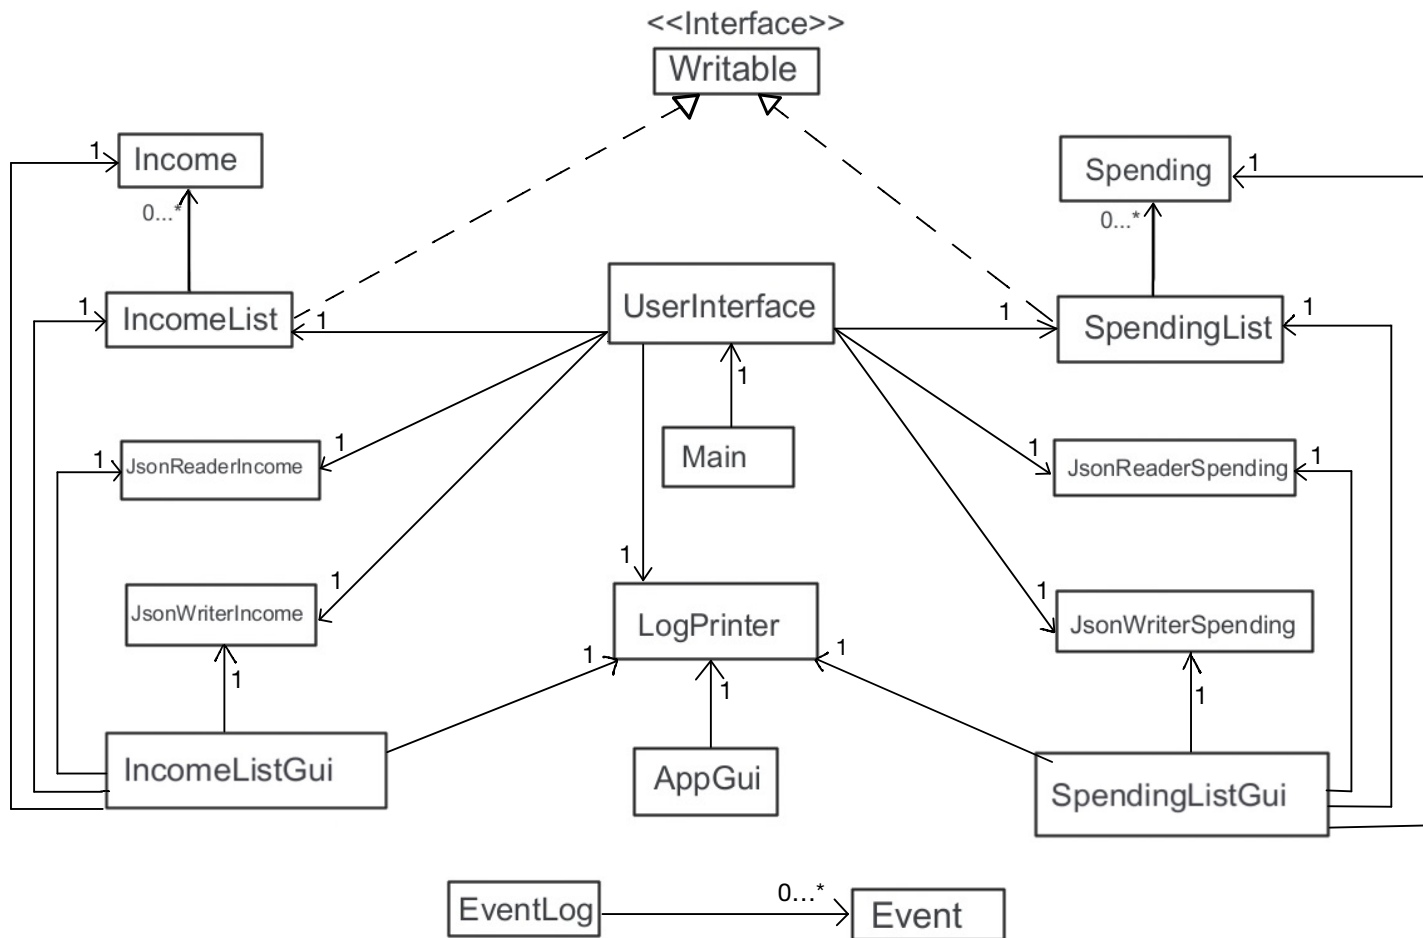 <<Interface>>
Writable
1
Income
Spending
1
0...*
0...*
1
IncomeList
1
UserInterface
1
SpendingList
1
1
Main
1
JsonReaderIncome
1
1
JsonReaderSpending
1
1
JsonWriterIncome
1
1
LogPrinter
1
JsonWriterSpending
1
1
1
1
1
IncomeListGui
AppGui
SpendingListGui
EventLog
0...*
Event